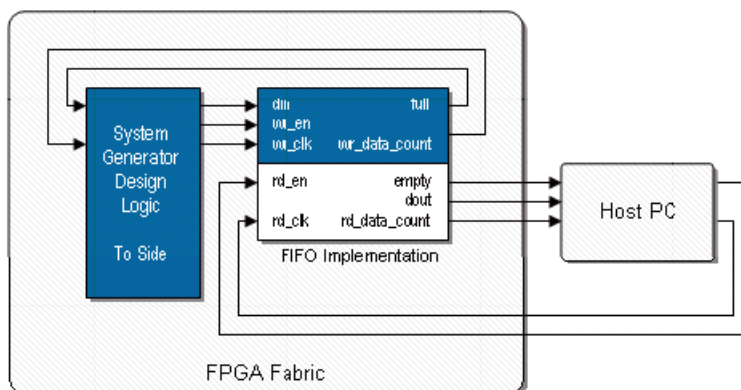 System
Generator
Design
Logic
To Side
din full
wr_en
wr_clk wr_data_count
rd_en empty
dout
rd_clk rd_data_count
FIFO Implementation
Host PC
FPGA Fabric